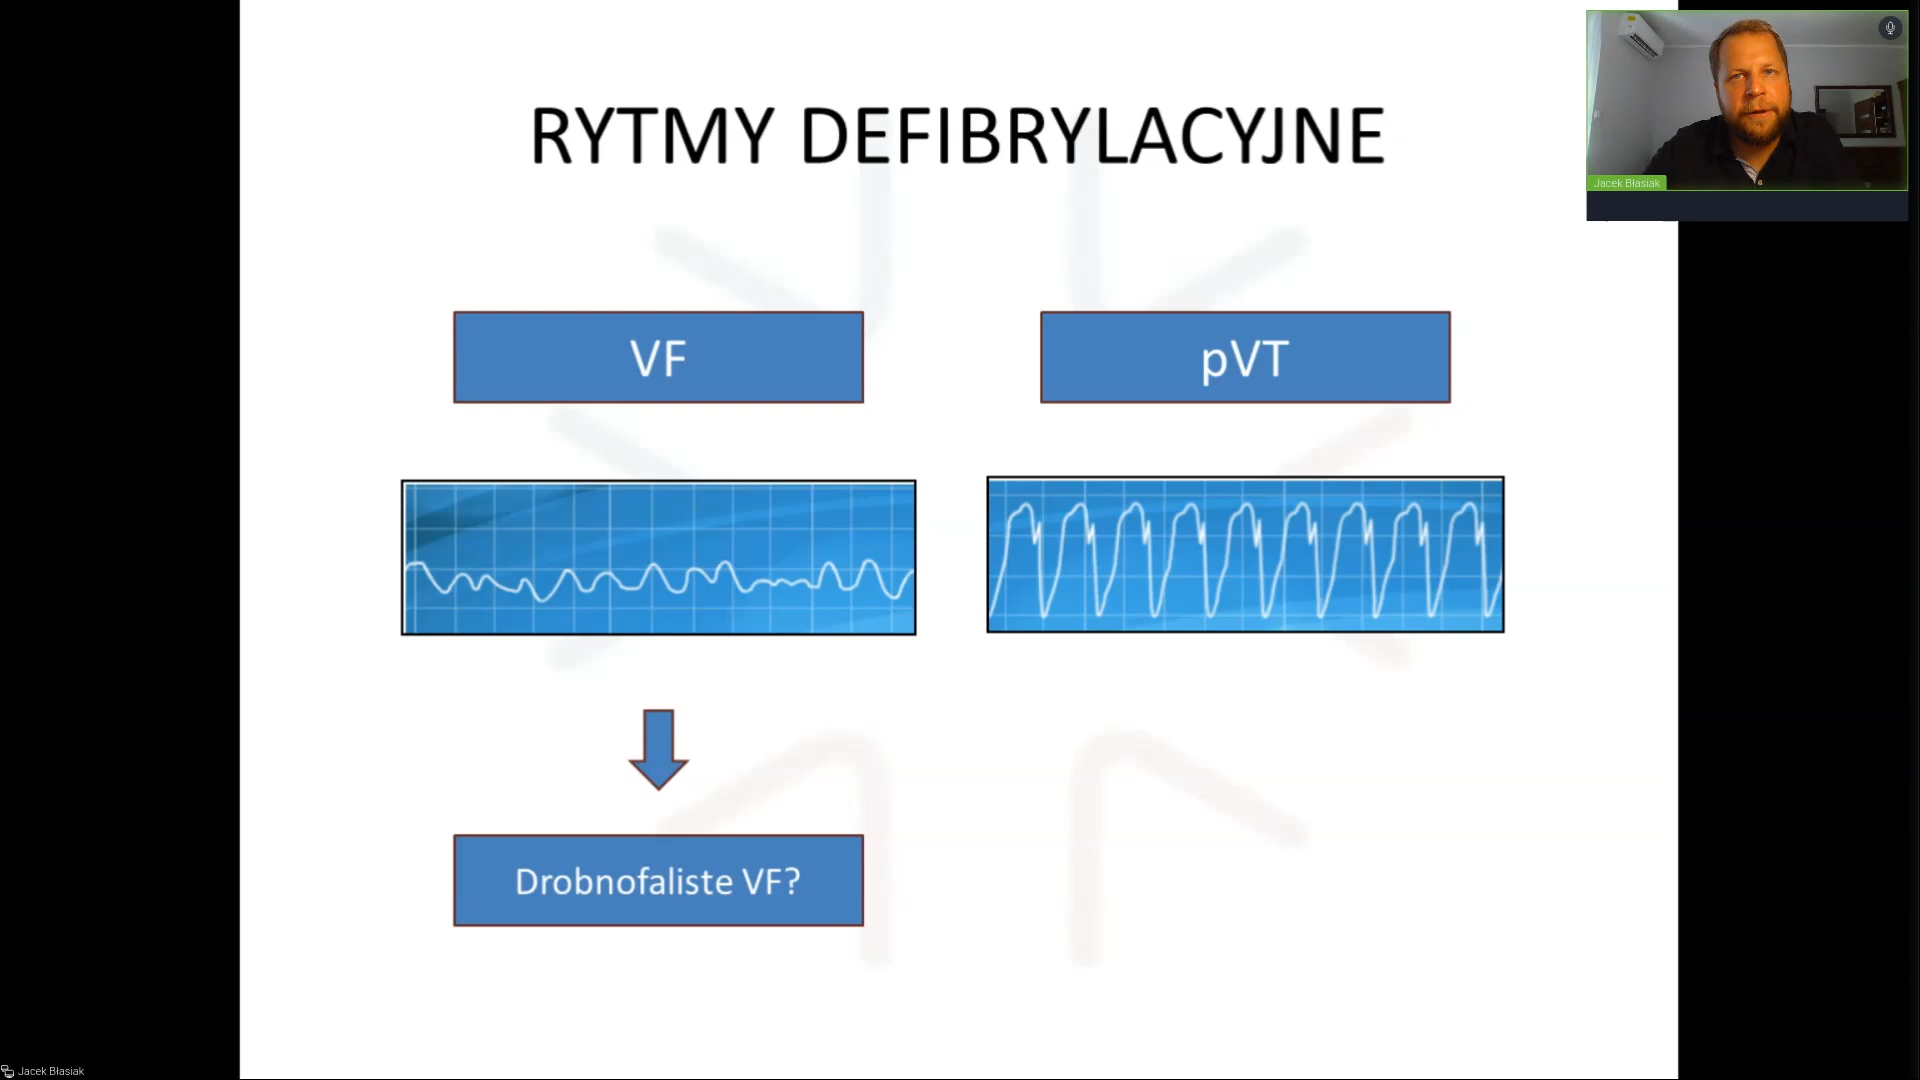 RYTMY DEFIBRYLACYJNE
Jacek Błasiak
VF
pVT
Drobnofaliste VF?
Jacek Błasiak